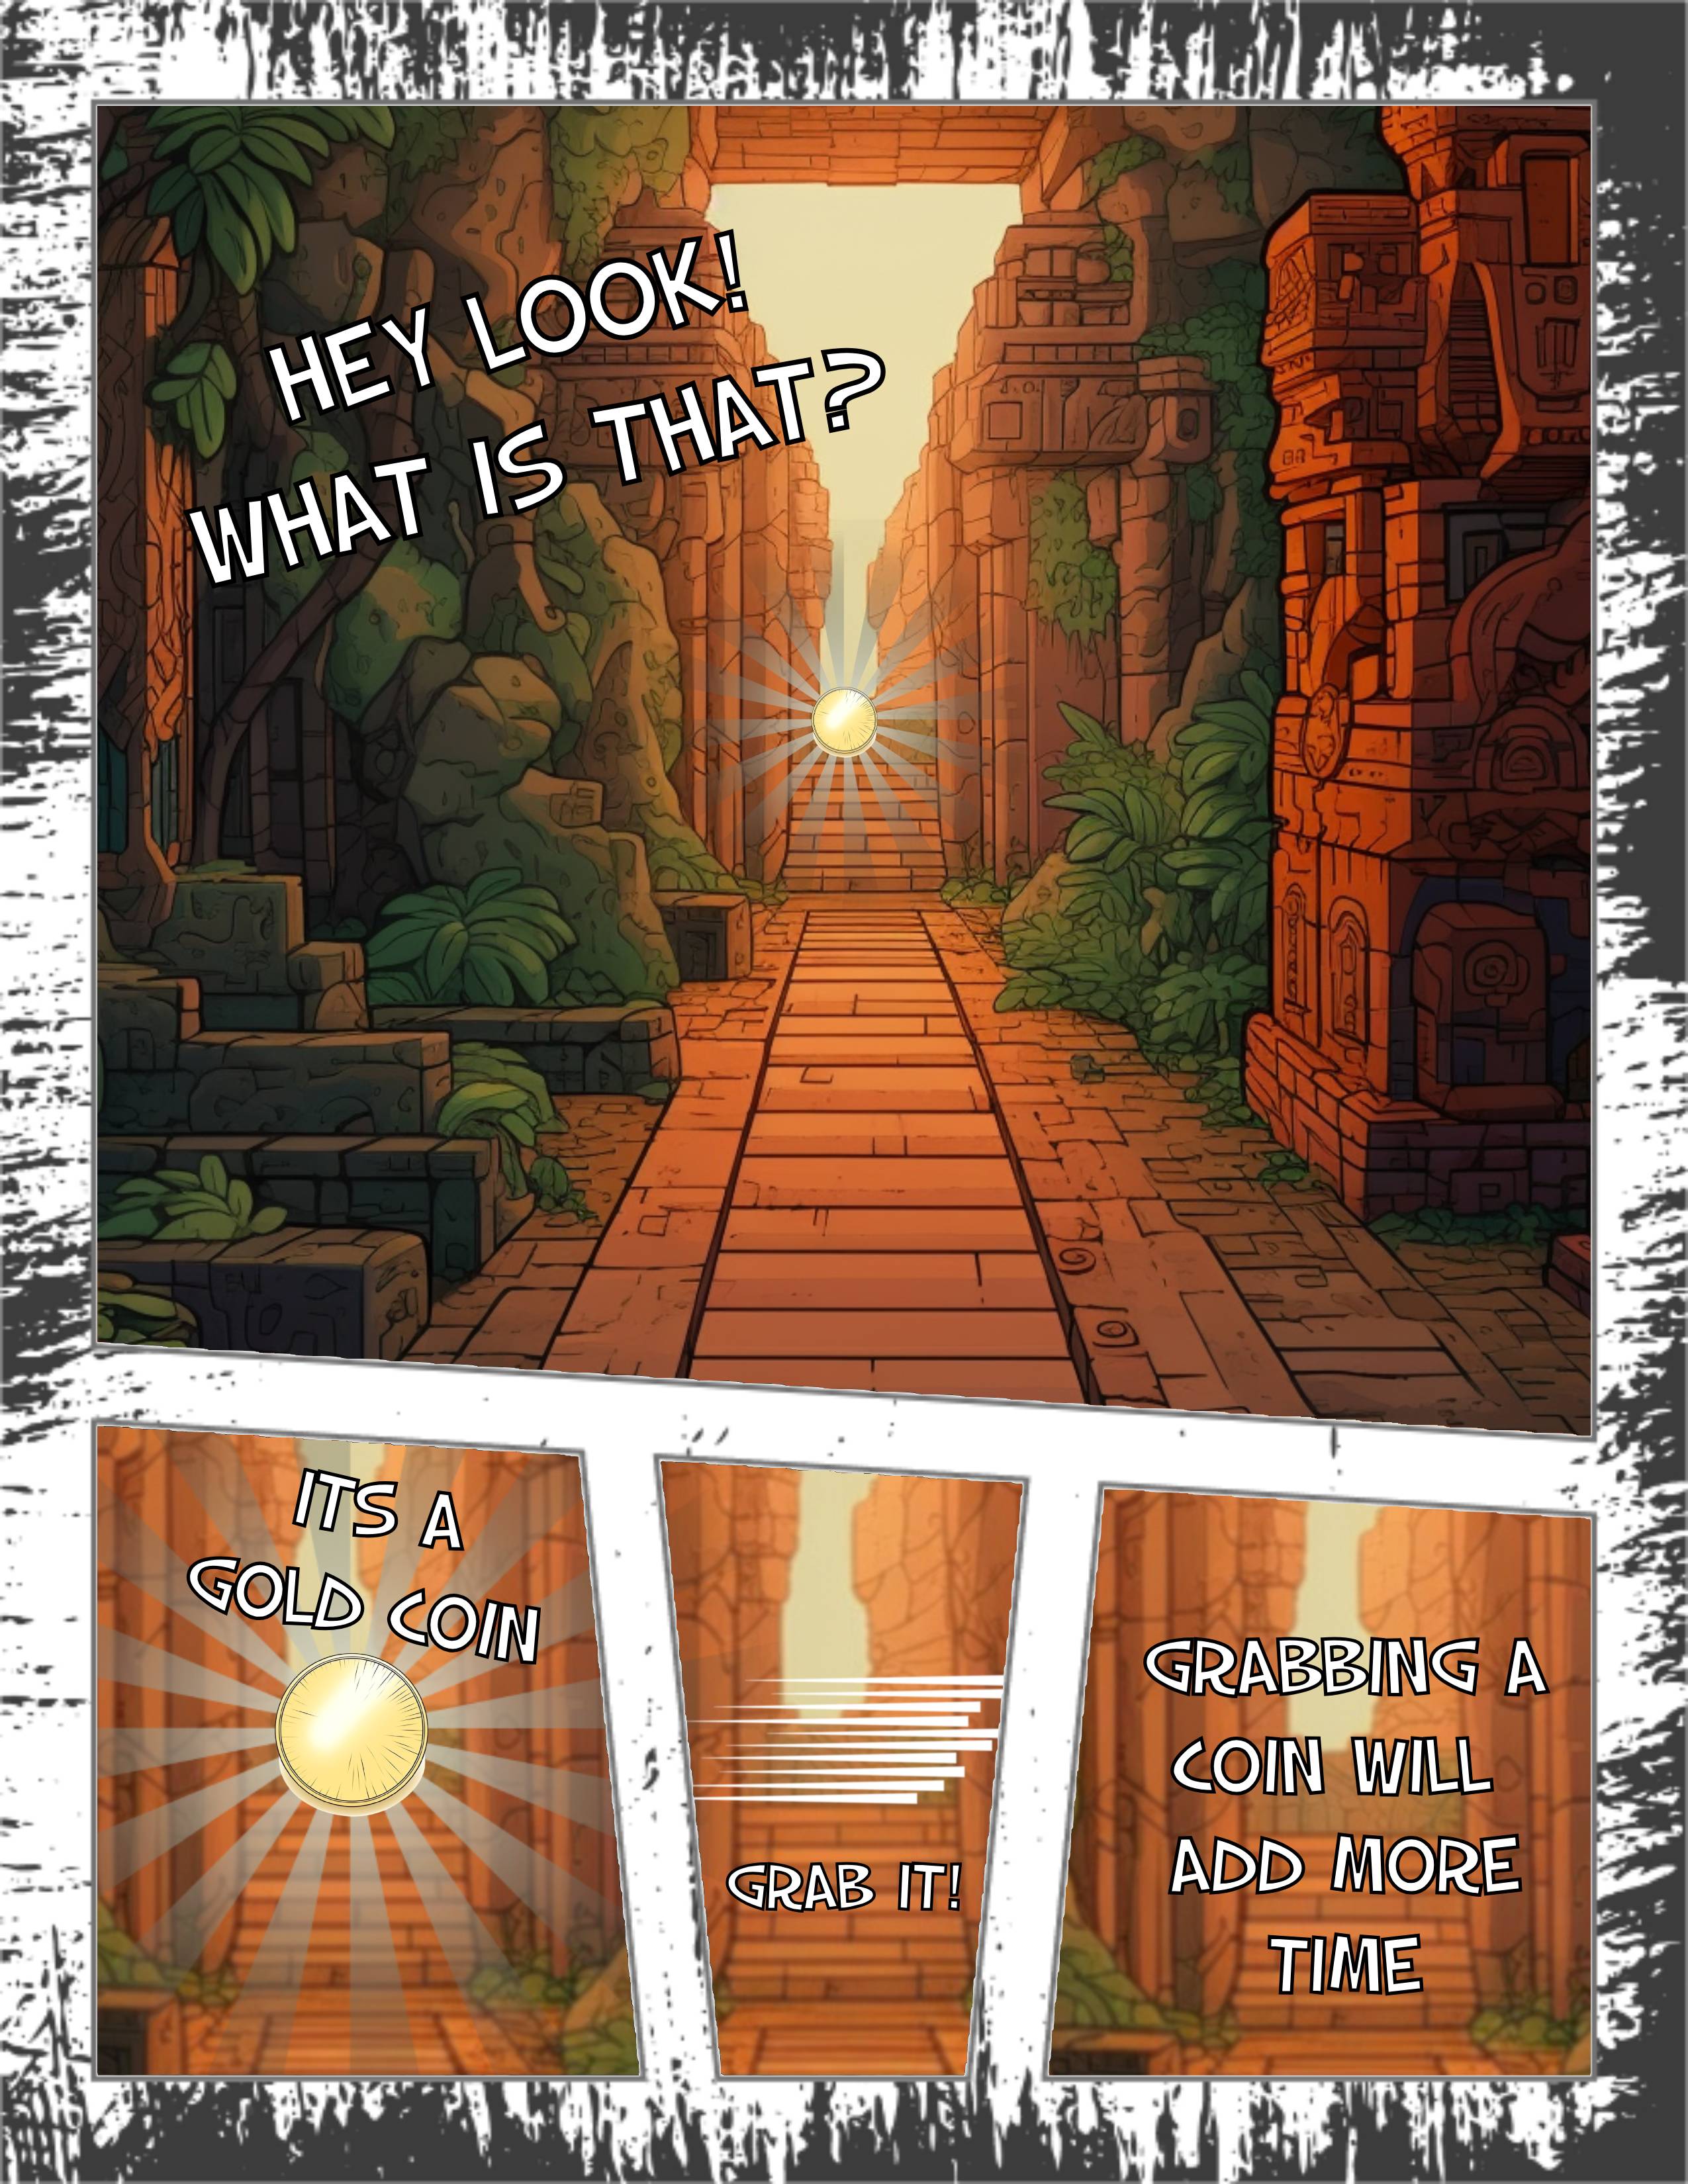 HEY LOOK!
WHAT IS THAT?
ITS A
GOLD COIN
GRAB IT!
GRABBING A
COIN WILL
ADD MORE
TIME